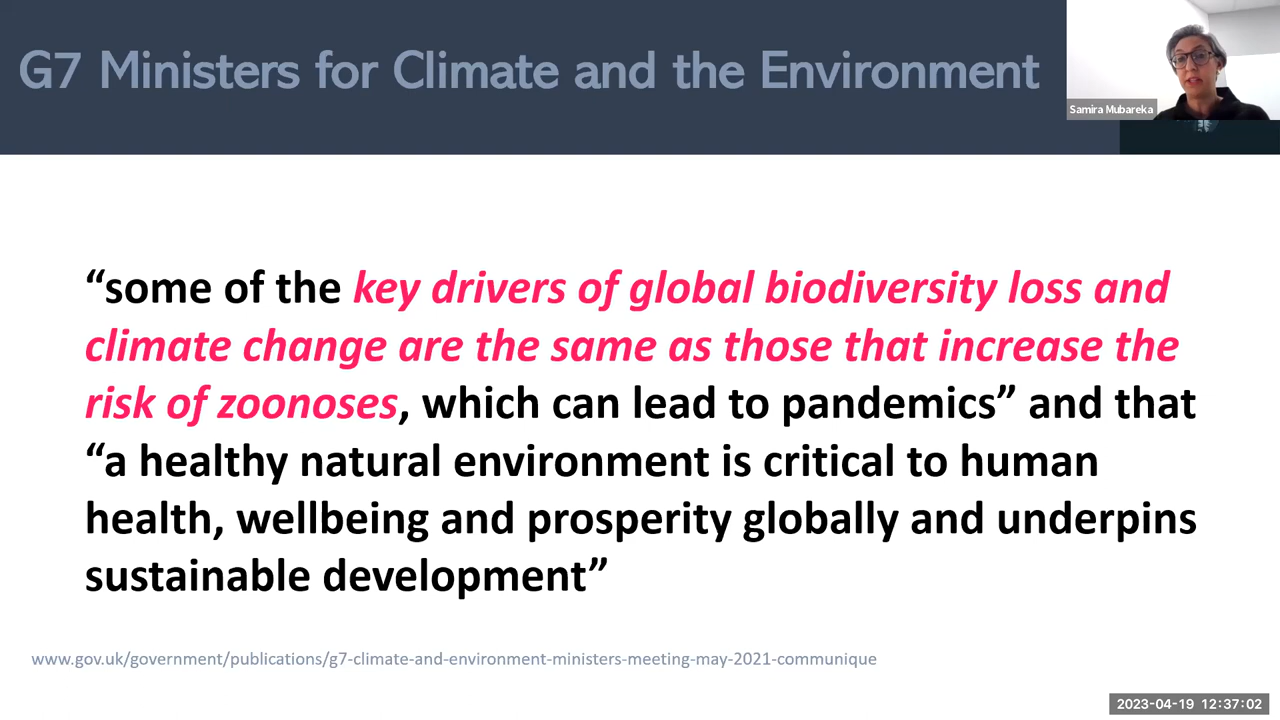 G7 Ministers for Climate and the Environment
Samira Mubareka
“some of the key drivers of global biodiversity loss and
climate change are the same as those that increase the
risk of zoonoses, which can lead to pandemics” and that
“a healthy natural environment is critical to human
health, wellbeing and prosperity globally and underpins
sustainable development”
www.gov.uk/government/publications/g7-climate-and-environment-ministers-meeting-may-2021-communique
2023-04-19 12:37:02